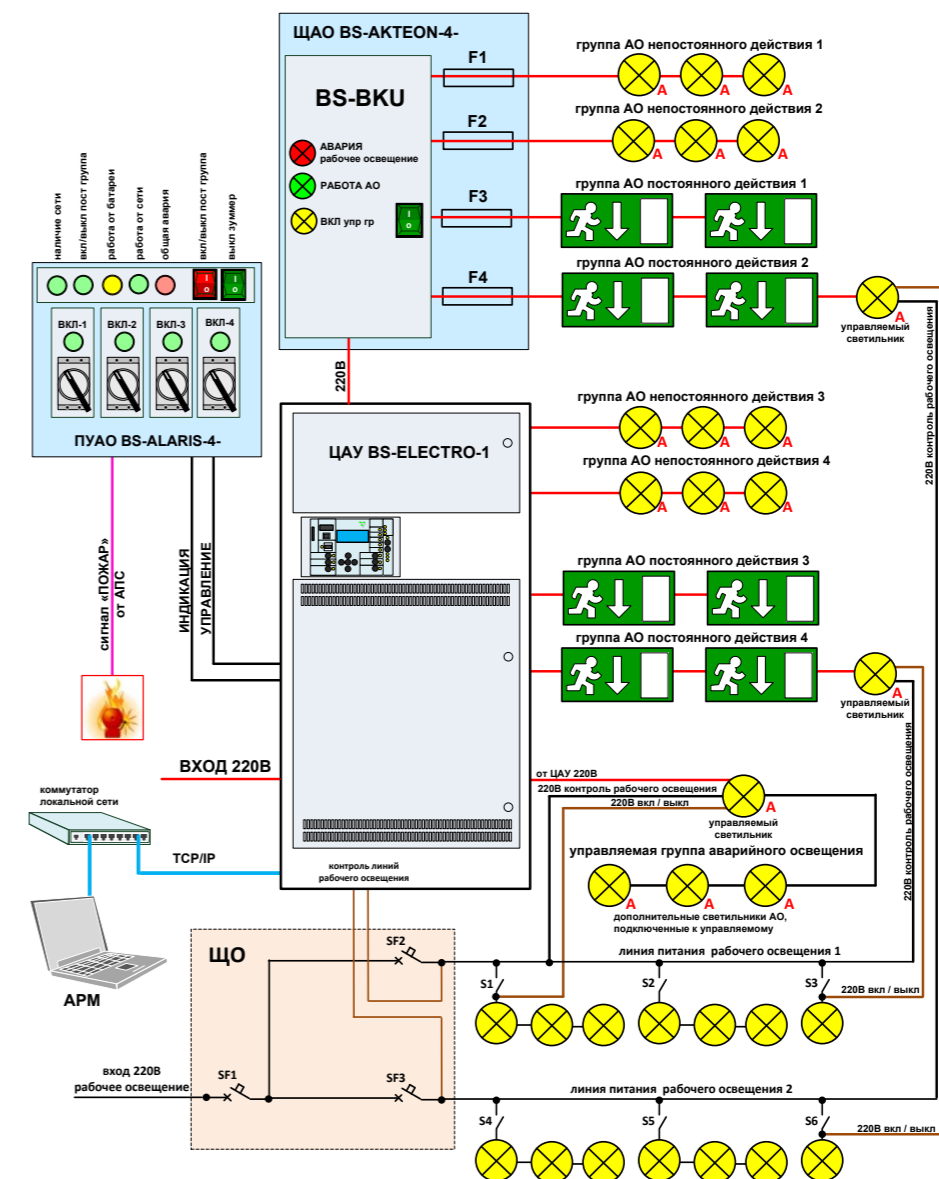 ЩАО BS-AKTEON-4-
BS-BKU
АВАРИЯ
рабочее освещение
РАБОТА АО
ВКЛ упр гр
I
o
F1
F2
F3
F4
группа АО непостоянного действия 1
А
А
А
группа АО непостоянного действия 2
А
А
А
группа АО постоянного действия 1
группа АО постоянного действия 2
А
управляемый
светильник
220В контроль рабочего освещения
наличие сети
вкл/выкл пост группа
работа от батареи
работа от сети
общая авария
вкл/выкл пост группа
выкл зуммер
I
o
I
o
ВКЛ-1
ВКЛ-2
ВКЛ-3
ВКЛ-4
ПУАО BS-ALARIS-4-
220В
ЦАУ BS-ELECTRO-1
группа АО непостоянного действия 3
А
А
А
группа АО непостоянного действия 4
А
А
А
группа АО постоянного действия 3
группа АО постоянного действия 4
А
управляемый
светильник
220В контроль рабочего освещения
сигнал «ПОЖАР»
от АПС
ИНДИКАЦИЯ
УПРАВЛЕНИЕ
ВХОД 220В
коммутатор
локальной сети
TCP/IP
АРМ
контроль линий
рабочего освещения
от ЦАУ 220В
220В контроль рабочего освещения
220В вкл / выкл
А
управляемый
светильник
управляемая группа аварийного освещения
А
А
А
дополнительные светильники АО,
подключенные к управляемому
ЩО
SF2
линия питания рабочего освещения 1
S1
S2
S3
220В вкл / выкл
вход 220В
рабочее освещение
SF1
SF3
линия питания рабочего освещения 2
S4
S5
S6
220В вкл / выкл